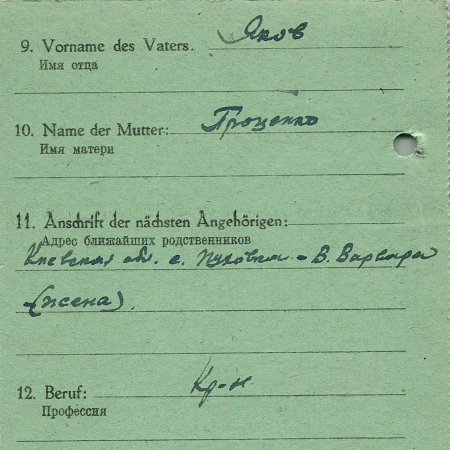 9. Vorname des Vaters. Яков
Имя отца
10. Name der Mutter: Проценко
Имя матери
11. Anschrift der nächsten Angehörigen:
Адрес ближайших родственников
Киевская обл. с. Пуховка - В. Варвара
(жена).
12. Beruf: Кр-н
Профессия